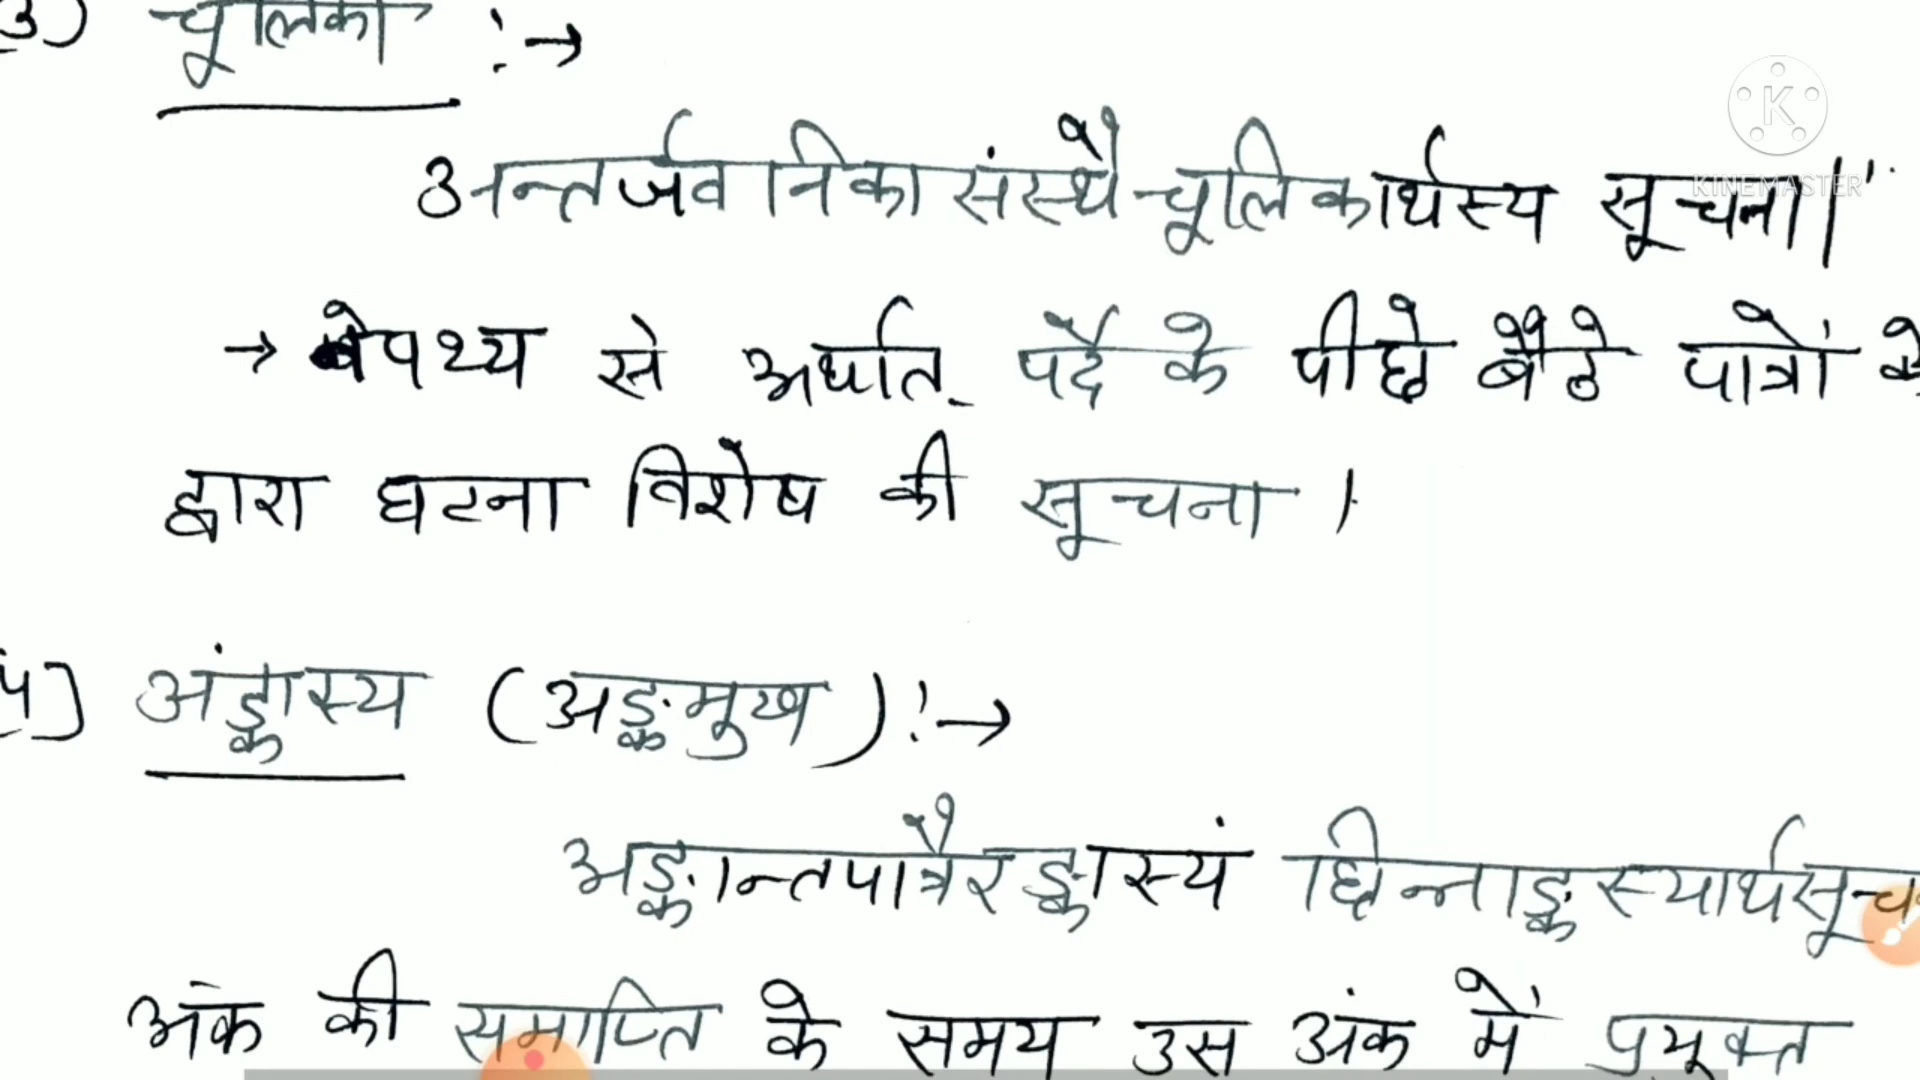 (3) चूलिका :→
अन्तर्जवनिकासंस्थै चूलिकार्थस्य सूचना।"
KINEMASTER
→ नेपथ्य से अर्थात् पर्दे के पीछे बैठे पात्रों के
द्वारा घटना विशेष की सूचना ।
अंङ्कास्य (अङ्कमुख) :→
अङ्कान्तपात्रैरङ्कास्यं छिन्नाङ्कस्यार्थसूच
अंक की समाप्ति के समय उस अंक में प्रयुक्त